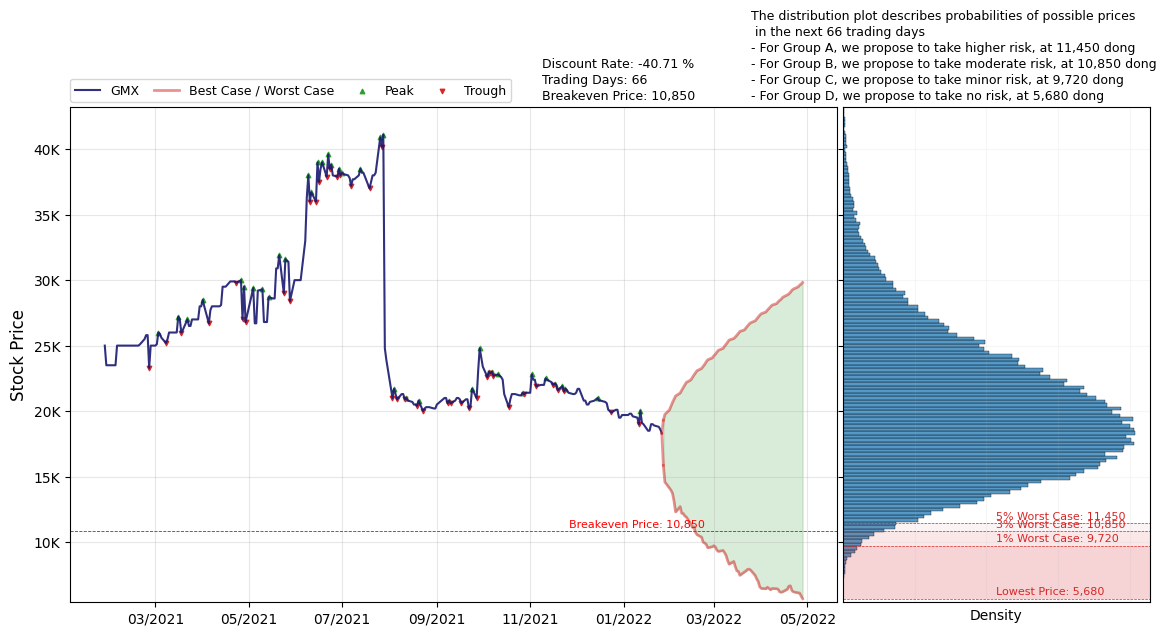 The distribution plot describes probabilities of possible prices
in the next 66 trading days
- For Group A, we propose to take higher risk, at 11,450 dong
- For Group B, we propose to take moderate risk, at 10,850 dong
- For Group C, we propose to take minor risk, at 9,720 dong
- For Group D, we propose to take no risk, at 5,680 dong
Discount Rate: -40.71 %
Trading Days: 66
Breakeven Price: 10,850
GMX
Best Case / Worst Case
Peak
Trough
Stock Price
40K
35K
30K
25K
20K
15K
10K
Breakeven Price: 10,850
5% Worst Case: 11,450
3% Worst Case: 10,850
1% Worst Case: 9,720
Lowest Price: 5,680
03/2021
05/2021
07/2021
09/2021
11/2021
01/2022
03/2022
05/2022
Density